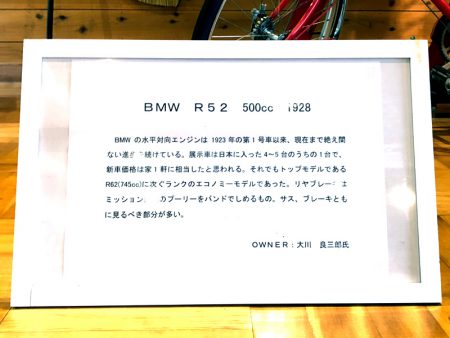 BMW R52 500cc 1928
BMW の水平対向エンジンは 1923 年の第1号車以来、現在まで絶え間
ない進 続けている。展示車は日本に入った4~5台のうちの1台で、
新車価格は家1軒に相当したと思われる。それでもトップモデルである
R62(745cc)に次ぐランクのエコノミーモデルであった。リヤブレー は
ミッション カプーリーをバンドでしめるもの。サス、ブレーキとも
に見るべき部分が多い。
OWNER：大川 良三郎氏